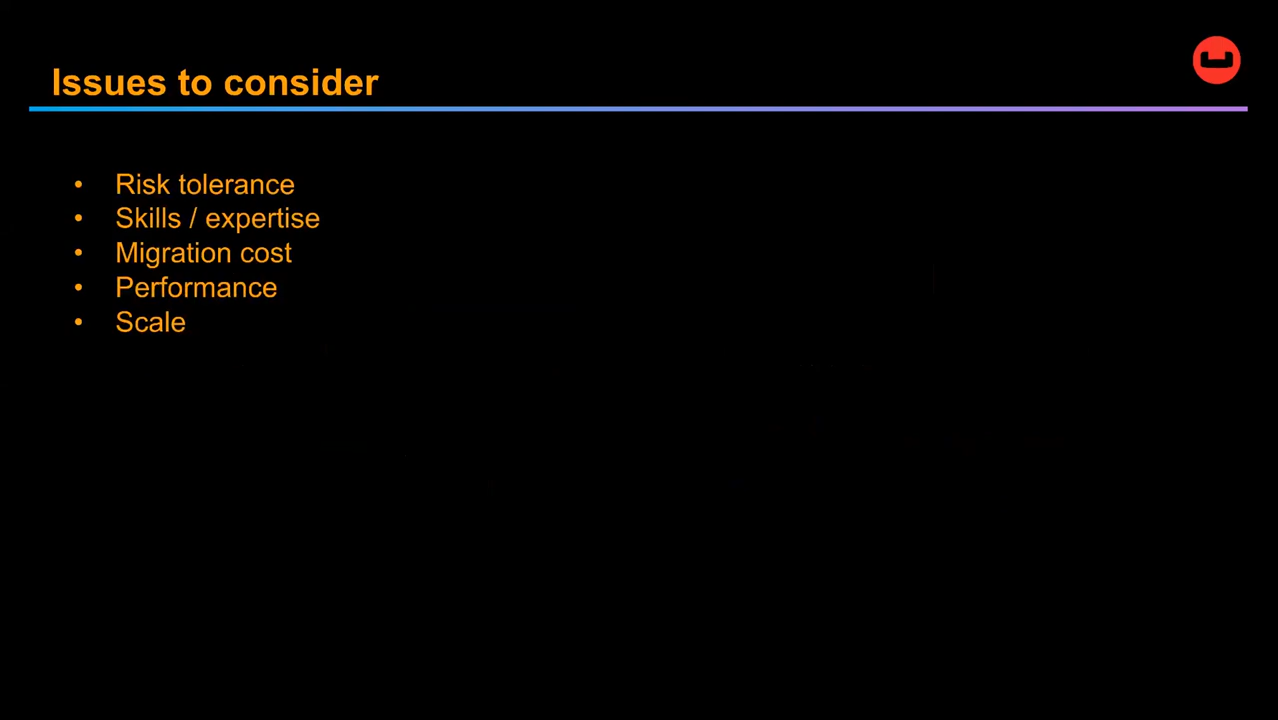 Issues to consider
• Risk tolerance
• Skills / expertise
• Migration cost
• Performance
• Scale